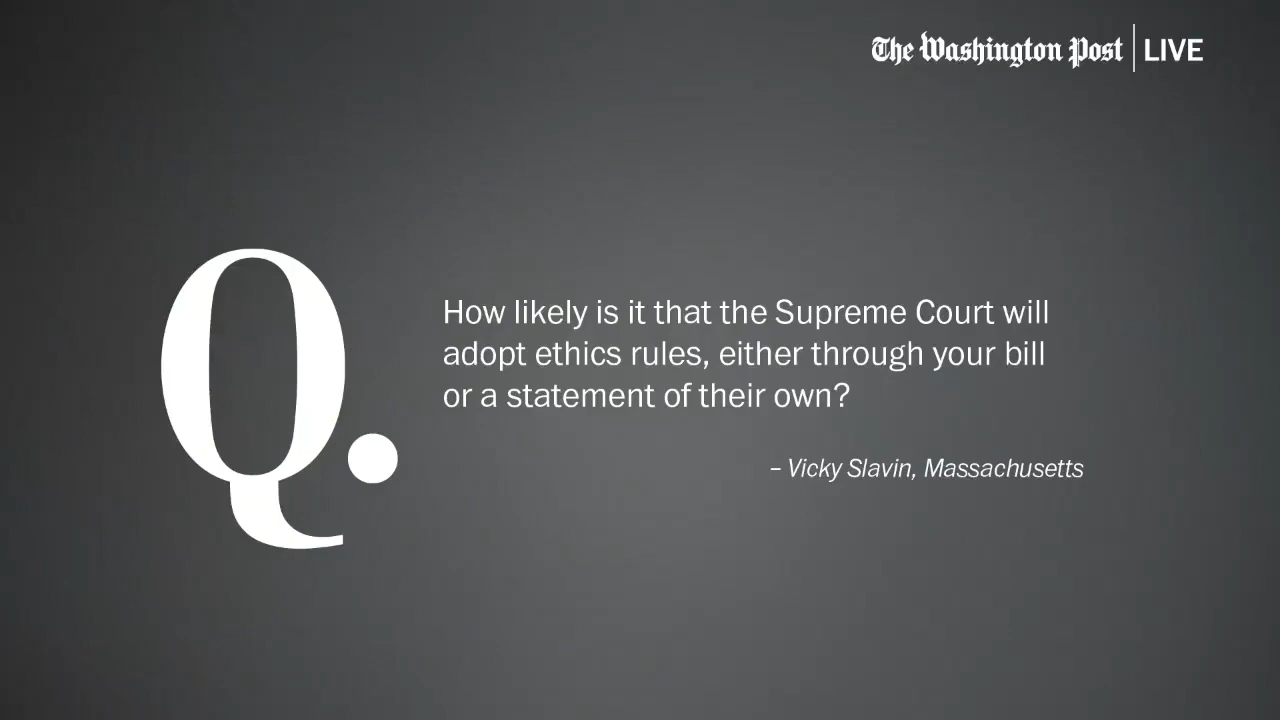 The Washington Post | LIVE
Q.
How likely is it that the Supreme Court will
adopt ethics rules, either through your bill
or a statement of their own?
– Vicky Slavin, Massachusetts